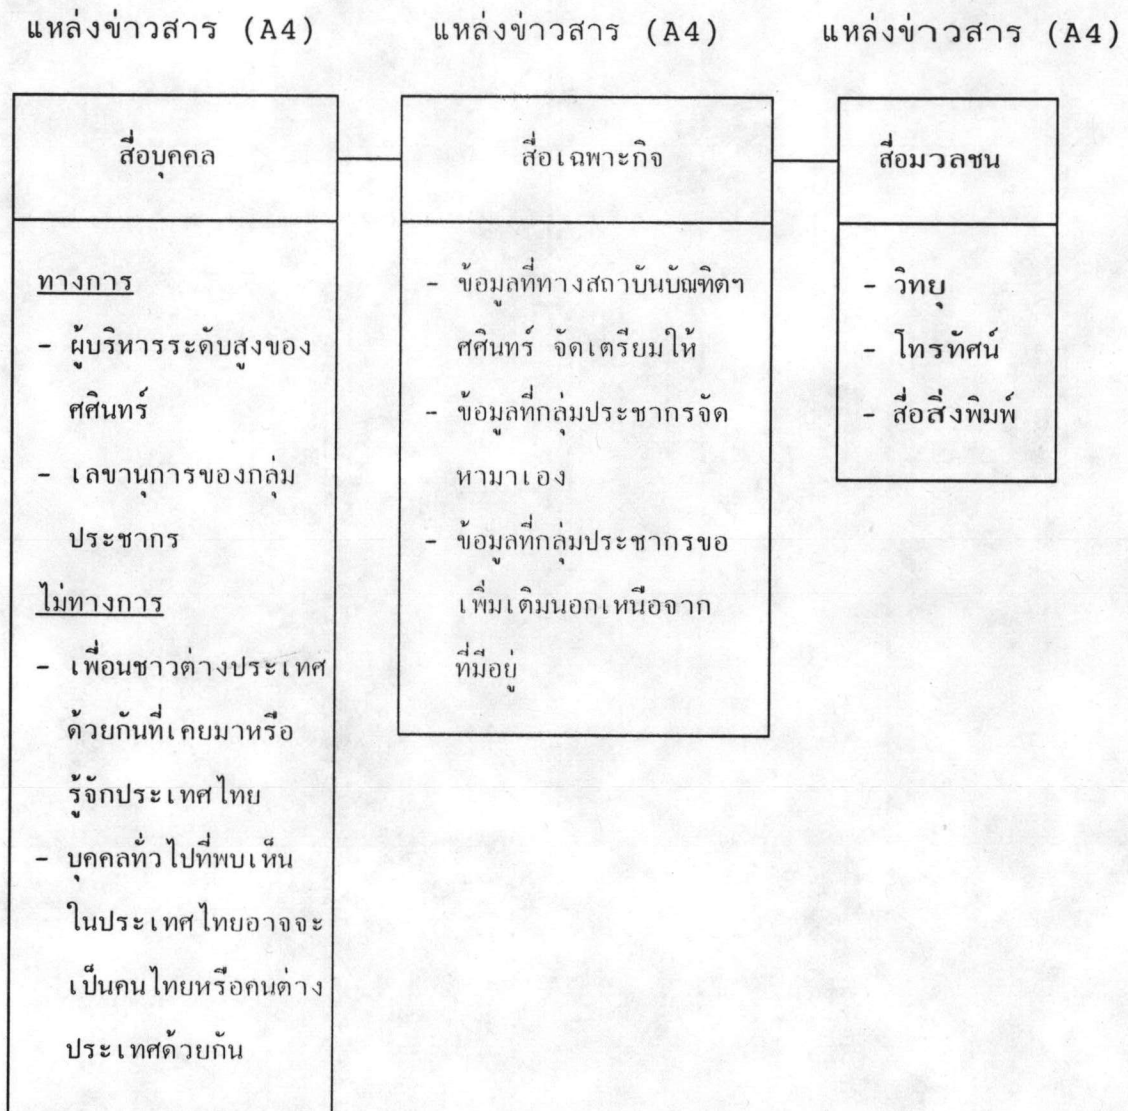 แหล่งข่าวสาร (A4)
แหล่งข่าวสาร (A4)
แหล่งข่าวสาร (A4)
สื่อบุคคล
ทางการ
- ผู้บริหารระดับสูงของ
ศศินทร์
- เลขานุการของกลุ่ม
ประชากร
ไม่ทางการ
- เพื่อนชาวต่างประเทศ
ด้วยกันที่เคยมาหรือ
รู้จักประเทศไทย
- บุคคลทั่วไปที่พบเห็น
ในประเทศไทยอาจจะ
เป็นคนไทยหรือคนต่าง
ประเทศด้วยกัน
สื่อเฉพาะกิจ
- ข้อมูลที่ทางสถาบันบัณฑิตฯ
ศศินทร์ จัดเตรียมให้
- ข้อมูลที่กลุ่มประชากรจัด
หามาเอง
- ข้อมูลที่กลุ่มประชากรขอ
เพิ่มเติมนอกเหนือจาก
ที่มีอยู่
สื่อมวลชน
- วิทยุ
- โทรทัศน์
- สื่อสิ่งพิมพ์